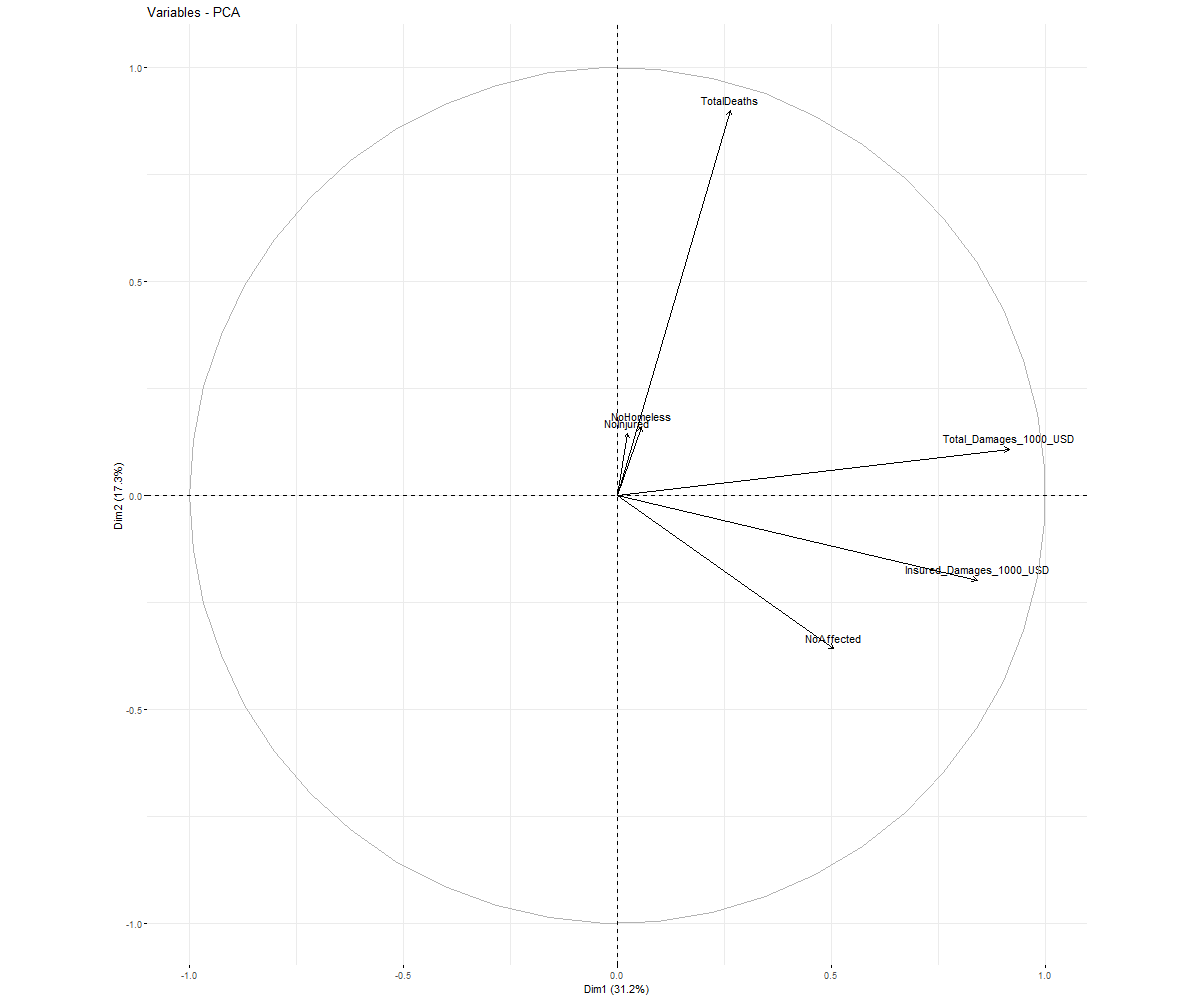 Variables - PCA
1.0
TotalDeaths
0.5
NoHomeless
NoInjured
Total_Damages_1000_USD
0.0
Insured_Damages_1000_USD
NoAffected
-0.5
-1.0
Dim2 (17.3%)
-1.0
-0.5
0.0
0.5
1.0
Dim1 (31.2%)